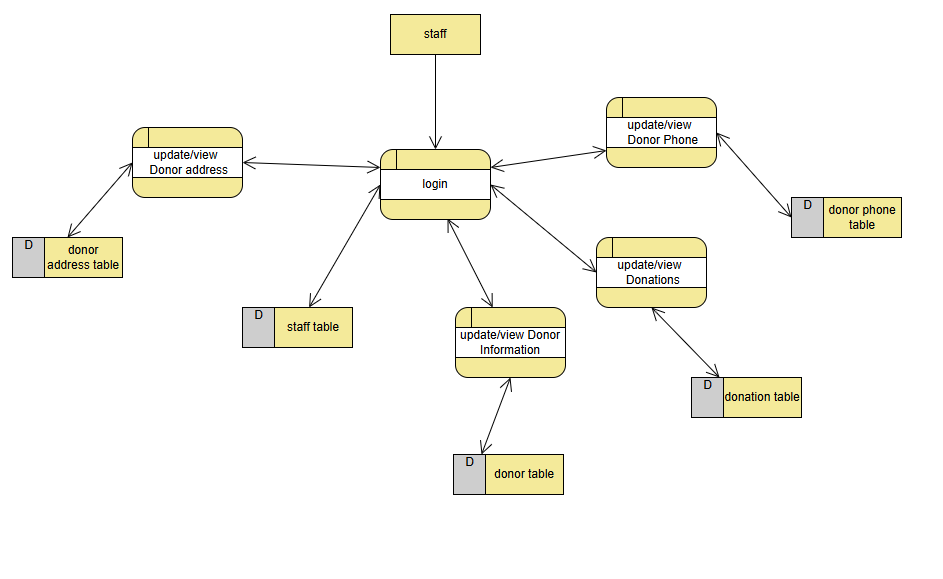 staff
update/view
Donor address
login
update/view
Donor Phone
D
donor phone
table
D
donor
address table
update/view
Donations
D
staff table
update/view Donor
Information
D
donation table
D
donor table